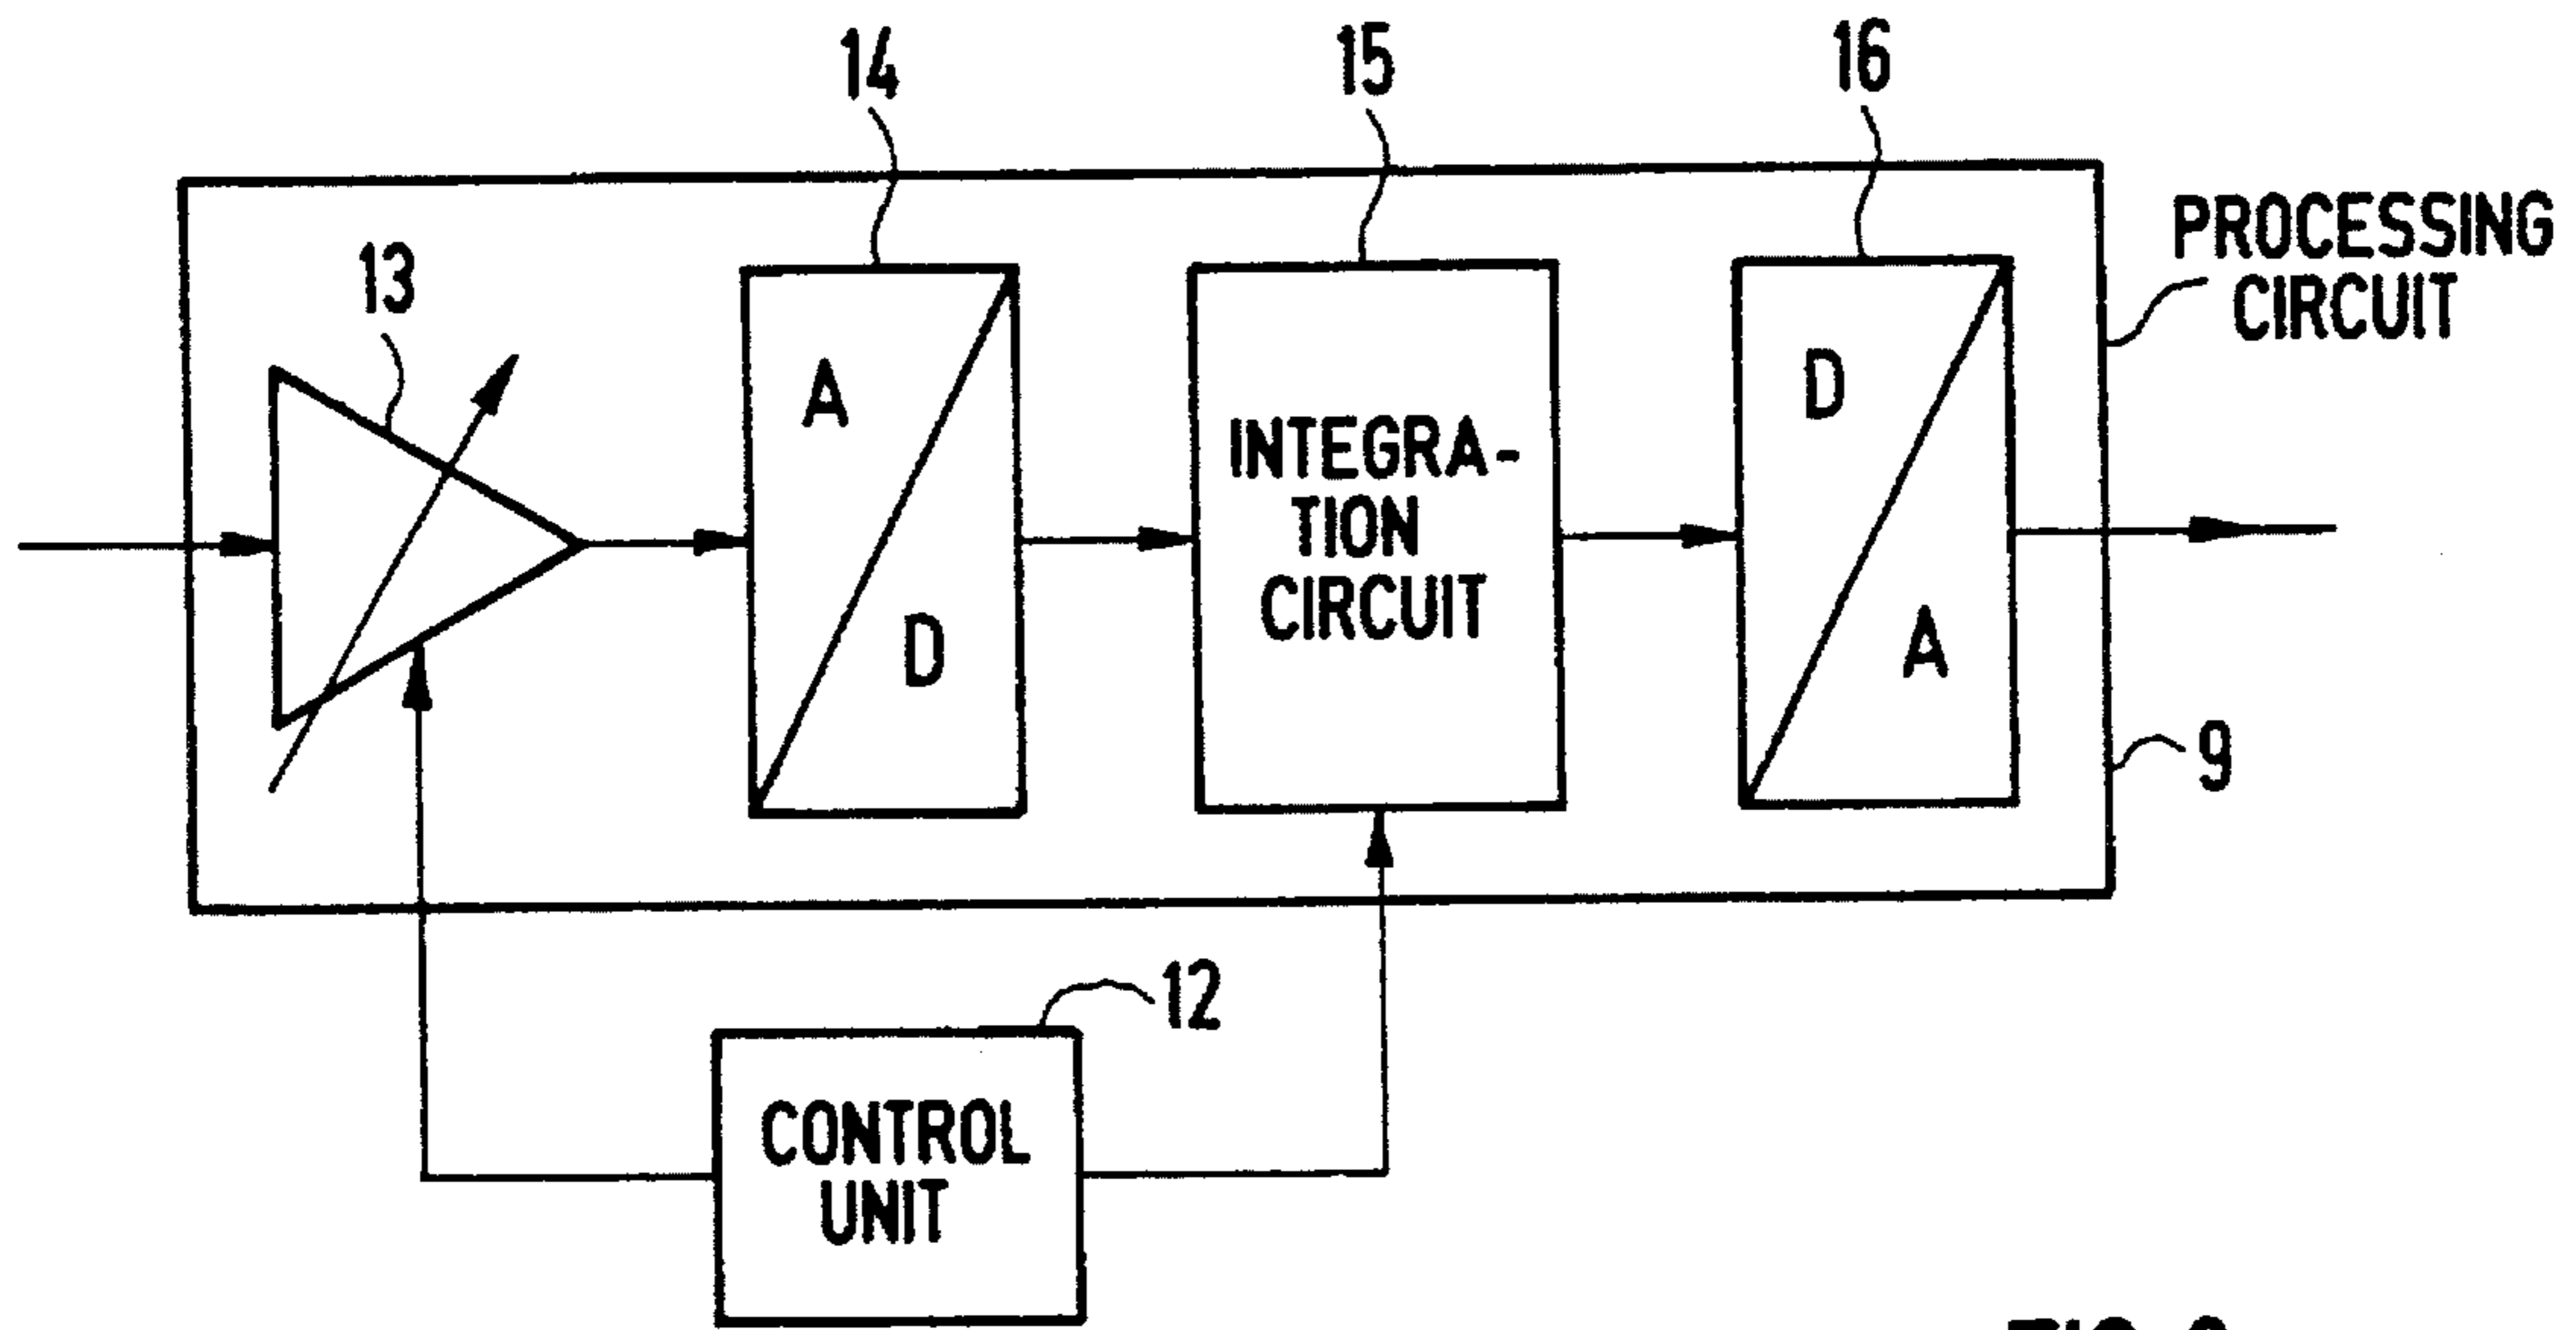 14
15
16
13
PROCESSING
CIRCUIT
A
D
INTEGRA-
TION
CIRCUIT
D
A
9
12
CONTROL
UNIT